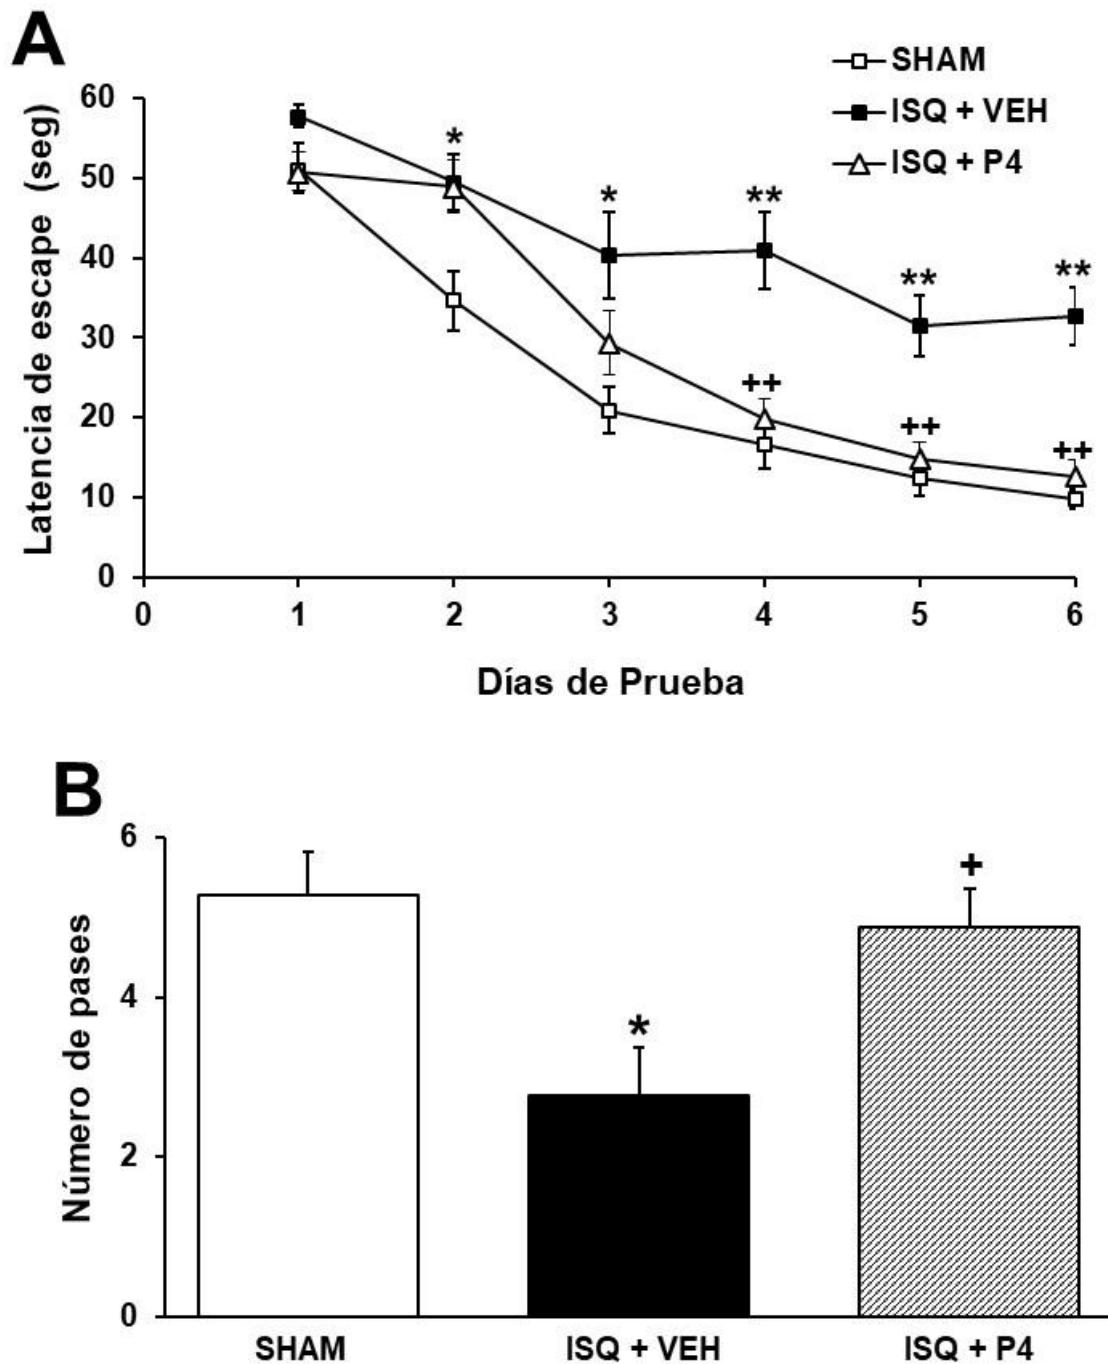 A
SHAM
ISQ + VEH
ISQ + P4
Latencia de escape (seg)
60
50
40
30
20
10
0
*
*
**
**
**
++
++
++
0 1 2 3 4 5 6
Días de Prueba
B
Número de pases
6
4
2
0
*
+
SHAM ISQ + VEH ISQ + P4